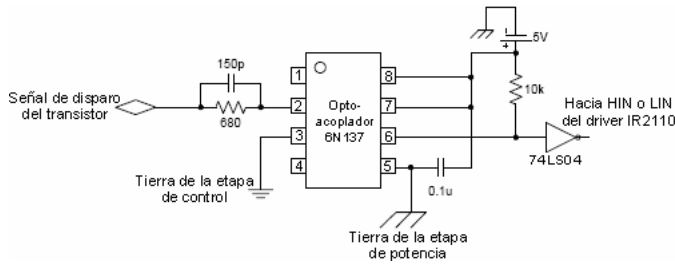 5V
150p
1
8
10k
Señal de disparo
del transistor
680
2
Opto-
acoplador
6N137
7
Hacia HIN o LIN
del driver IR2110
3
6
74LS04
4
5
0.1u
Tierra de la etapa
de control
Tierra de la etapa
de potencia